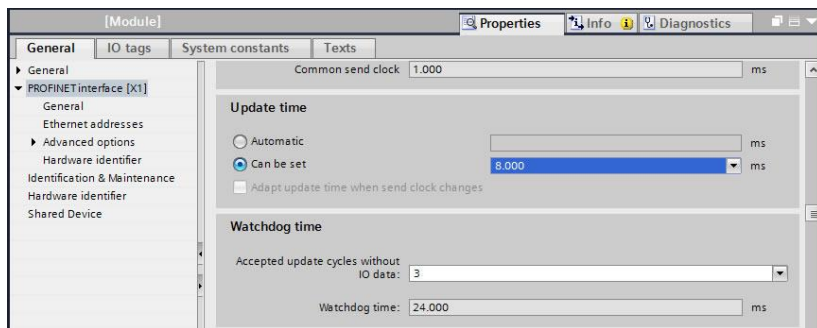 [Module]
Properties
Info
Diagnostics
General
IO tags
System constants
Texts
General
PROFINET interface [X1]
General
Ethernet addresses
Advanced options
Hardware identifier
Identification & Maintenance
Hardware identifier
Shared Device
Common send clock 1.000 ms
Update time
Automatic ms
Can be set 8.000 ms
Adapt update time when send clock changes
Watchdog time
Accepted update cycles without
IO data: 3
Watchdog time: 24.000 ms